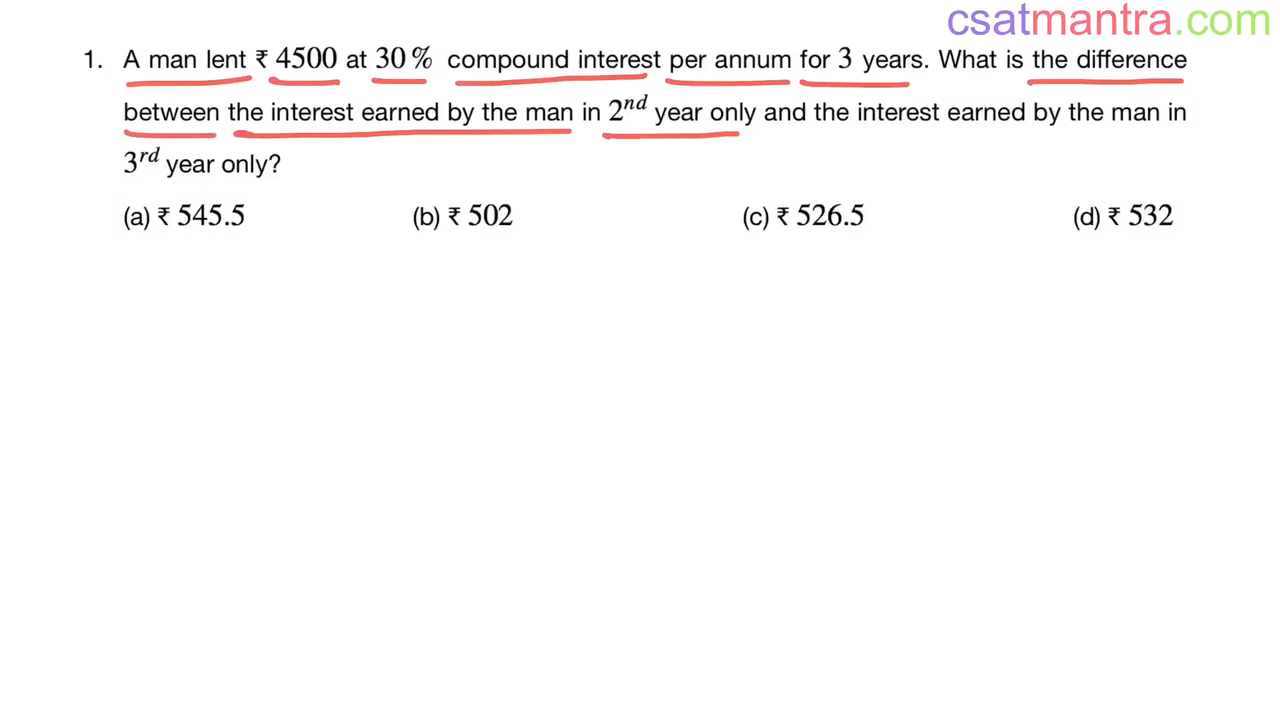 csatmantra.com
1. A man lent ₹ 4500 at 30% compound interest per annum for 3 years. What is the difference
between the interest earned by the man in 2nd year only and the interest earned by the man in
3rd year only?
(a) ₹ 545.5 (b) ₹ 502 (c) ₹ 526.5 (d) ₹ 532